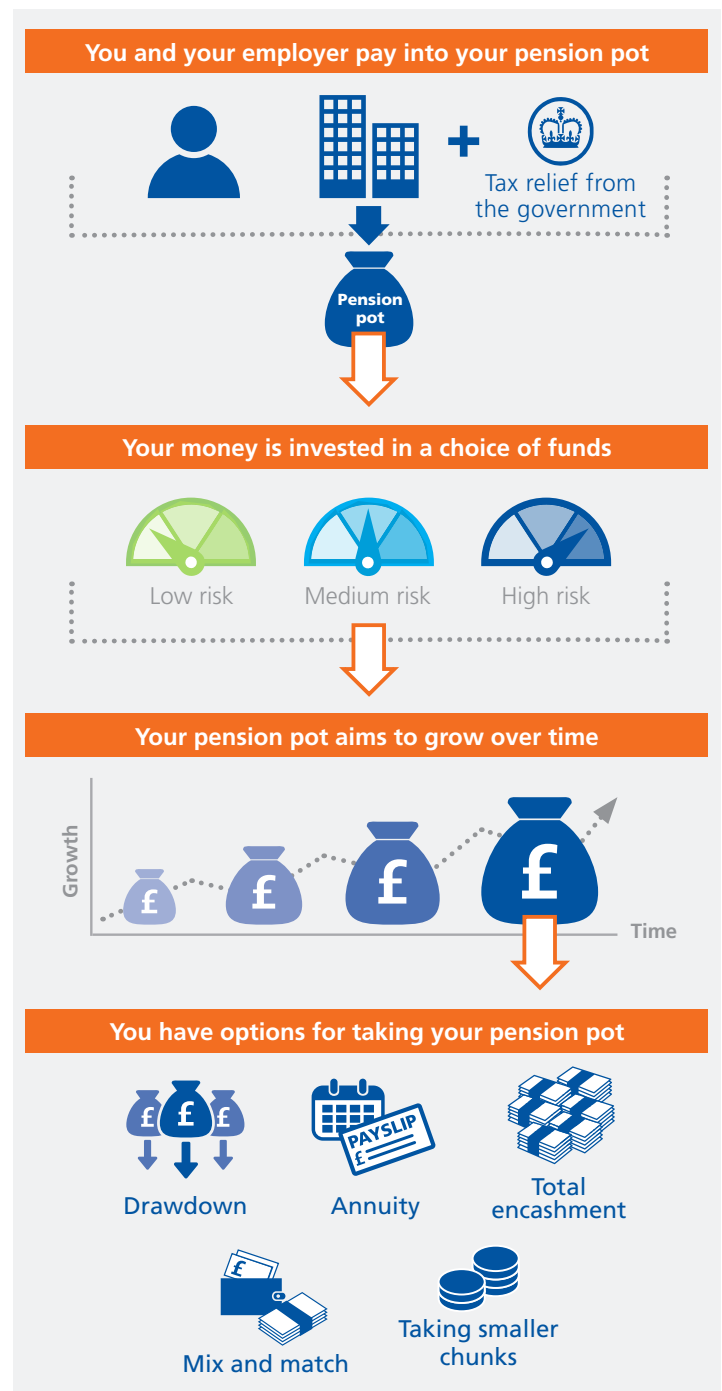 You and your employer pay into your pension pot
Tax relief from
the government
Pension
pot
Your money is invested in a choice of funds
Low risk
Medium risk
High risk
Your pension pot aims to grow over time
Growth
£
£
£
£
Time
You have options for taking your pension pot
£
£
£
Drawdown
PAYSLIP
£
Annuity
Total
encashment
£
Mix and match
Taking smaller
chunks